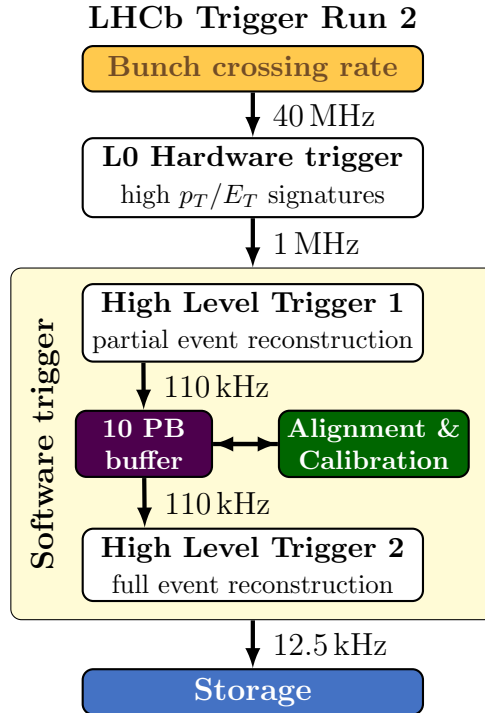 LHCb Trigger Run 2
Bunch crossing rate
40 MHz
L0 Hardware trigger
high p_T/E_T signatures
1 MHz
Software trigger
High Level Trigger 1
partial event reconstruction
110 kHz
10 PB
buffer
Alignment &
Calibration
110 kHz
High Level Trigger 2
full event reconstruction
12.5 kHz
Storage